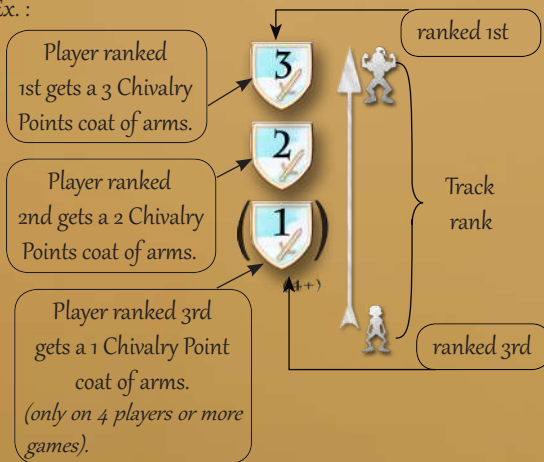 Ex. :
ranked 1st
Player ranked
1st gets a 3 Chivalry
Points coat of arms.
3
2
Player ranked
2nd gets a 2 Chivalry
Points coat of arms.
Track
rank
(1)
(4+)
Player ranked 3rd
gets a 1 Chivalry Point
coat of arms.
(only on 4 players or more
games).
ranked 3rd